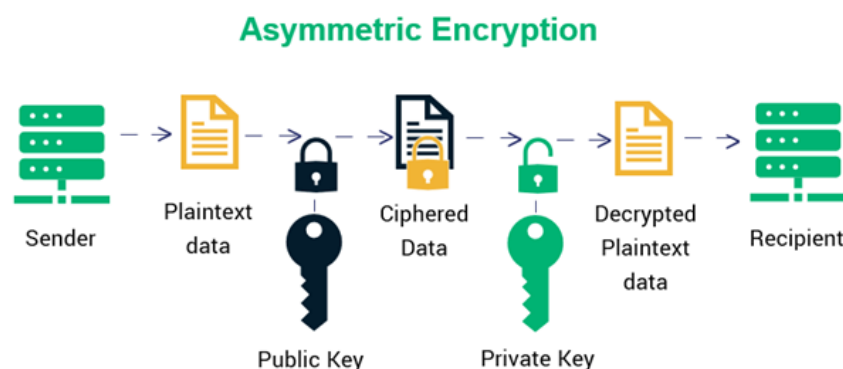 Asymmetric Encryption
Sender
Plaintext
data
Public Key
Ciphered
Data
Private Key
Decrypted
Plaintext
data
Recipient